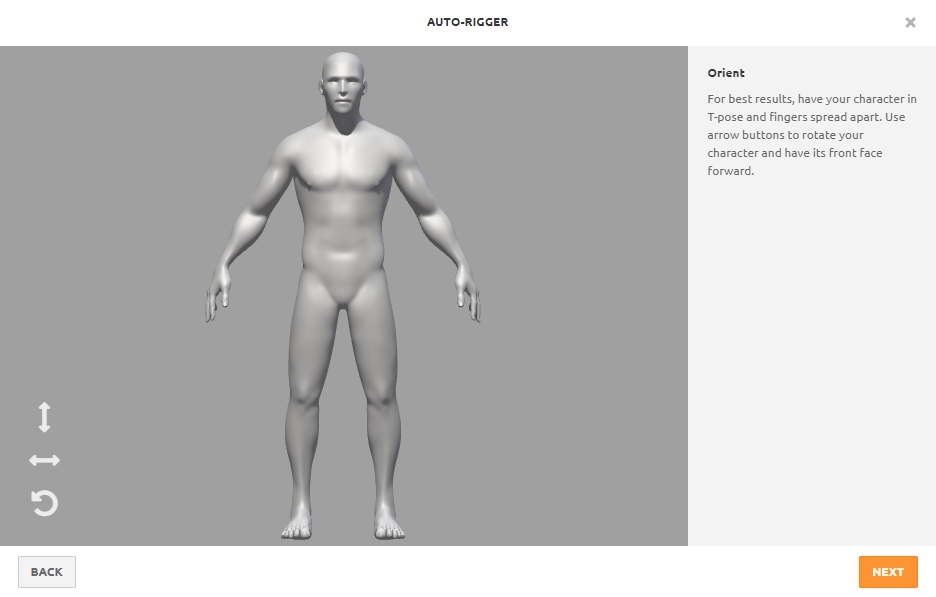 AUTO-RIGGER
Orient
For best results, have your character in
T-pose and fingers spread apart. Use
arrow buttons to rotate your
character and have its front face
forward.
BACK
NEXT